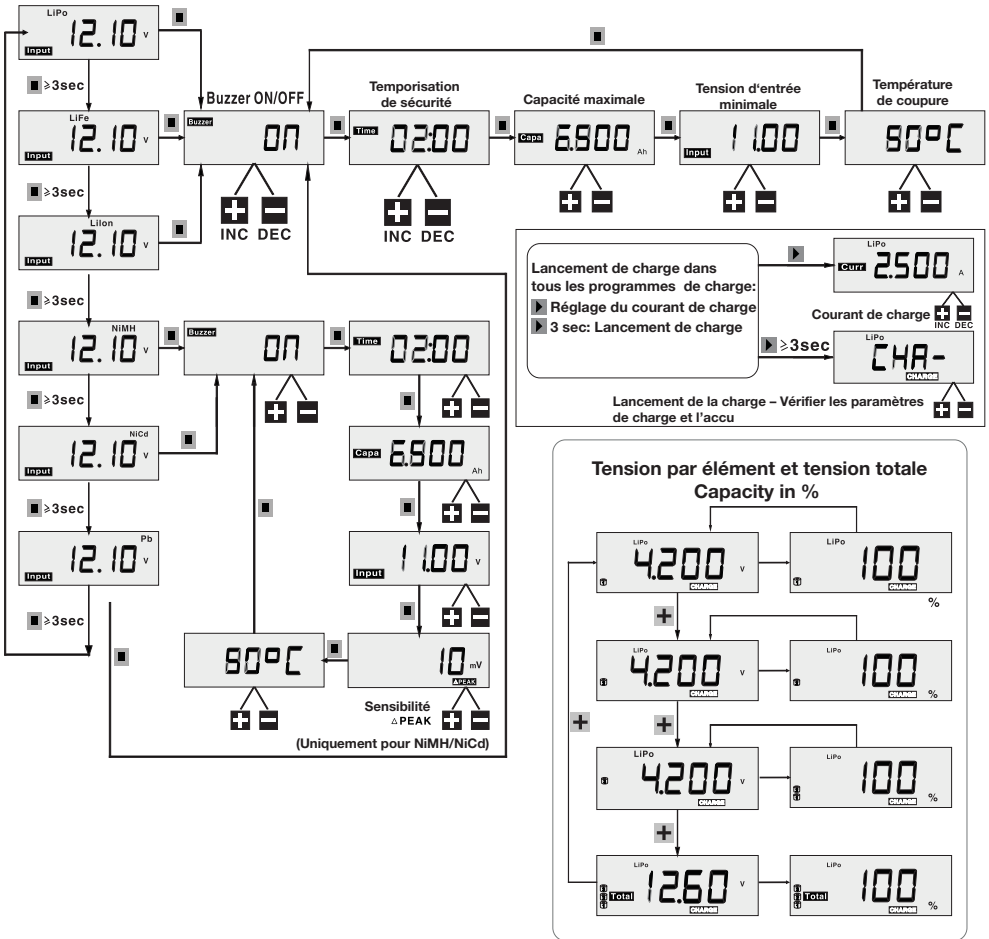 LiPo
12.10 v
Input
≥3sec
LiFe
12.10 v
Input
≥3sec
LiIon
12.10 v
Input
≥3sec
NiMH
12.10 v
Input
≥3sec
NiCd
12.10 v
Input
≥3sec
Pb
12.10 v
Input
≥3sec
Buzzer ON/OFF
Buzzer
ON
INC DEC
Temporisation
de sécurité
Time 02:00
INC DEC
Capacité maximale
Capa 6.900 Ah
Tension d'entrée
minimale
Input 11.00
Température
de coupure
80°C
Buzzer
ON
Time 02:00
Capa 6.900 Ah
Input 11.00 v
10 mV
△PEAK
80°C
Sensibilité
△ PEAK
(Uniquement pour NiMH/NiCd)
Lancement de charge dans
tous les programmes de charge:
Réglage du courant de charge
3 sec: Lancement de charge
LiPo
Curr 2.500 A
Courant de charge
INC DEC
≥3sec
LiPo
CHA-
CHARGE
Lancement de la charge – Vérifier les paramètres
de charge et l'accu
Tension par élément et tension totale
Capacity in %
LiPo
4.200 v
CHARGE
LiPo
100
CHARGE
%
LiPo
4.200 v
CHARGE
LiPo
100
CHARGE %
LiPo
4.200 v
CHARGE
LiPo
100
CHARGE %
LiPo
Total 12.60 v
CHARGE
LiPo
Total 100
CHARGE %